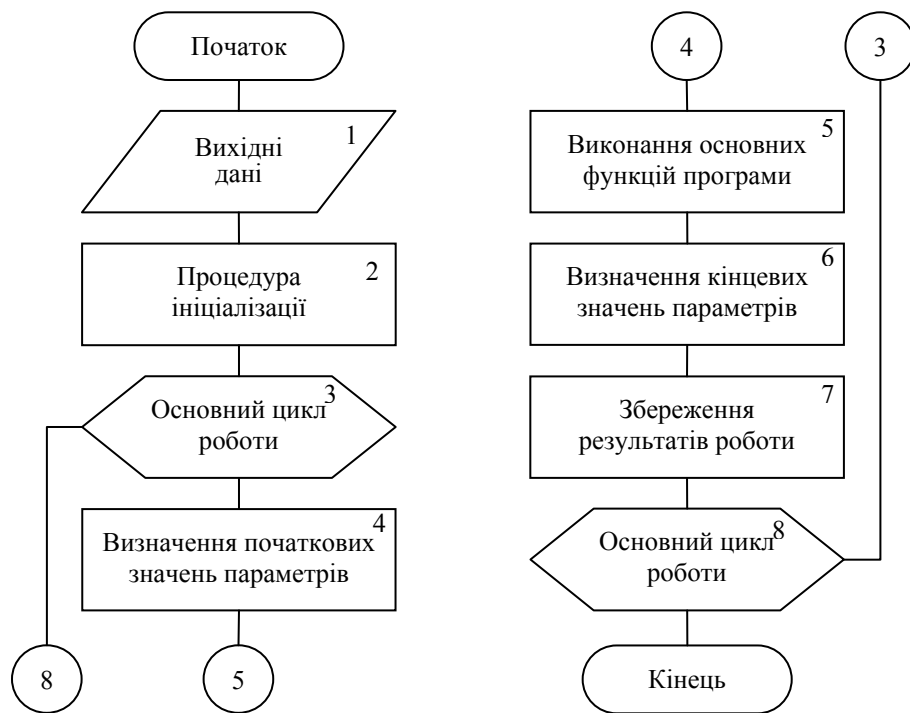 Початок
1
Вихідні
дані
2
Процедура
ініціалізації
3
Основний цикл
роботи
4
Визначення початкових
значень параметрів
8
5
4
3
5
Виконання основних
функцій програми
6
Визначення кінцевих
значень параметрів
7
Збереження
результатів роботи
8
Основний цикл
роботи
Кінець